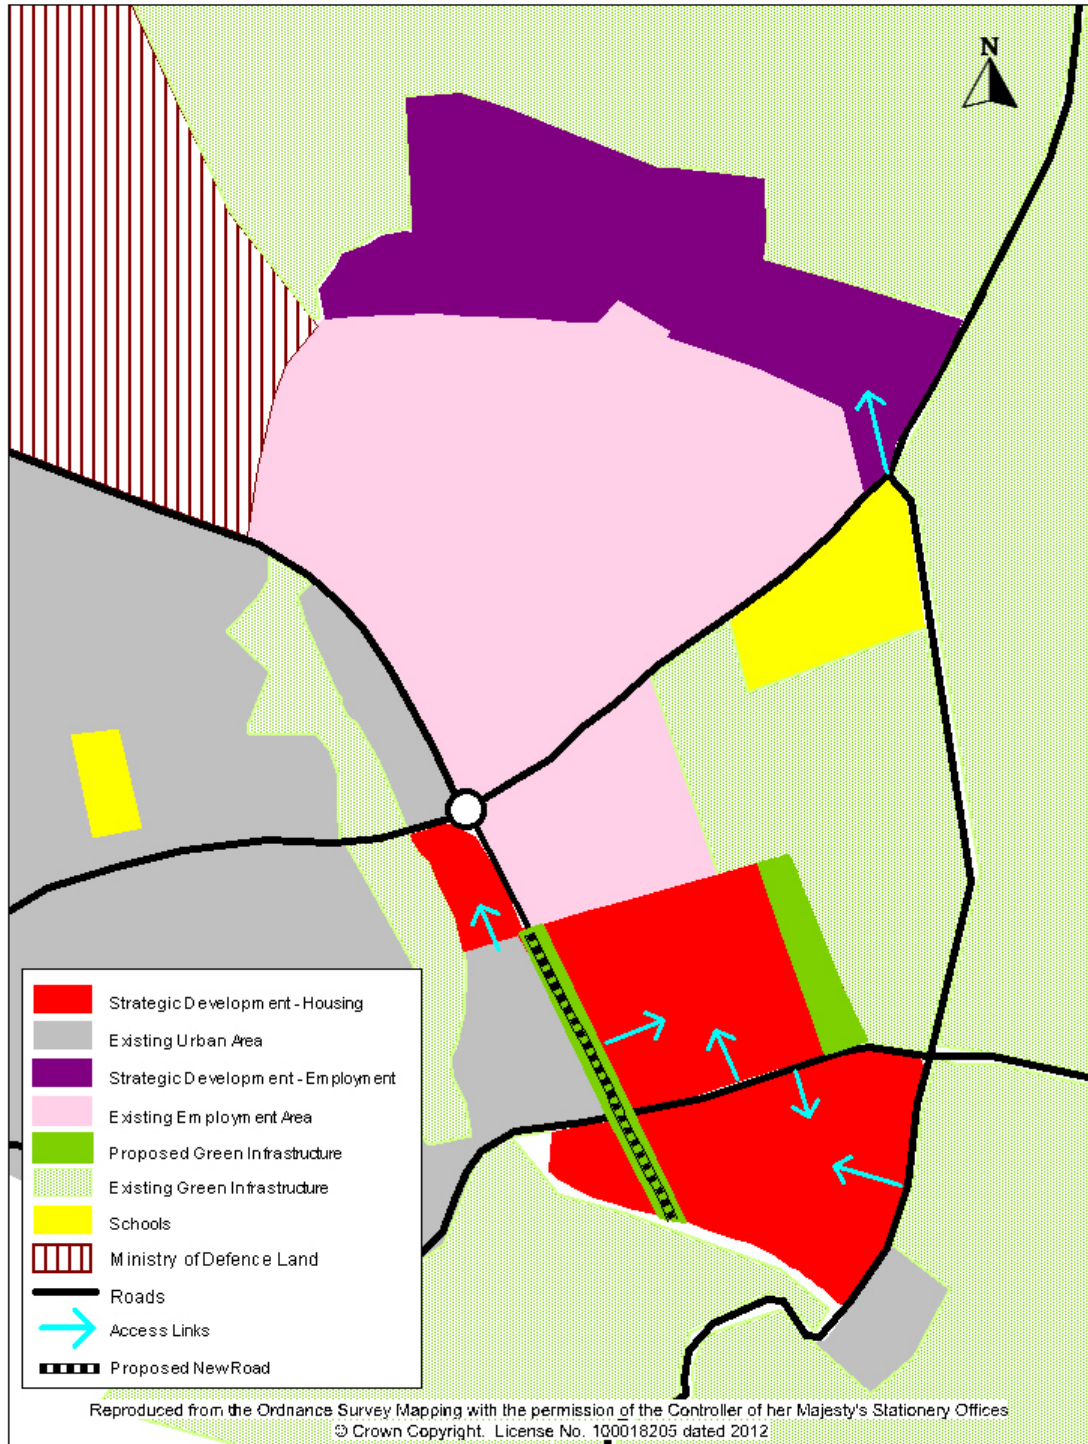 N
Strategic Development - Housing
Existing Urban Area
Strategic Development - Employment
Existing Employment Area
Proposed Green Infrastructure
Existing Green Infrastructure
Schools
Ministry of Defence Land
Roads
Access Links
Proposed New Road
Reproduced from the Ordnance Survey Mapping with the permission of the Controller of her Majesty's Stationery Offices
© Crown Copyright. License No. 100018205 dated 2012